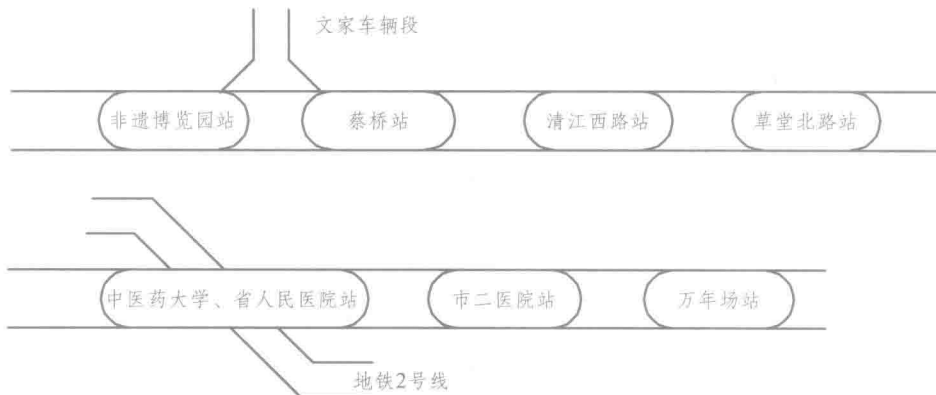 文家车辆段
非遗博览园站 蔡桥站 清江西路站 草堂北路站
中医药大学、省人民医院站 市二医院站 万年场站
地铁2号线